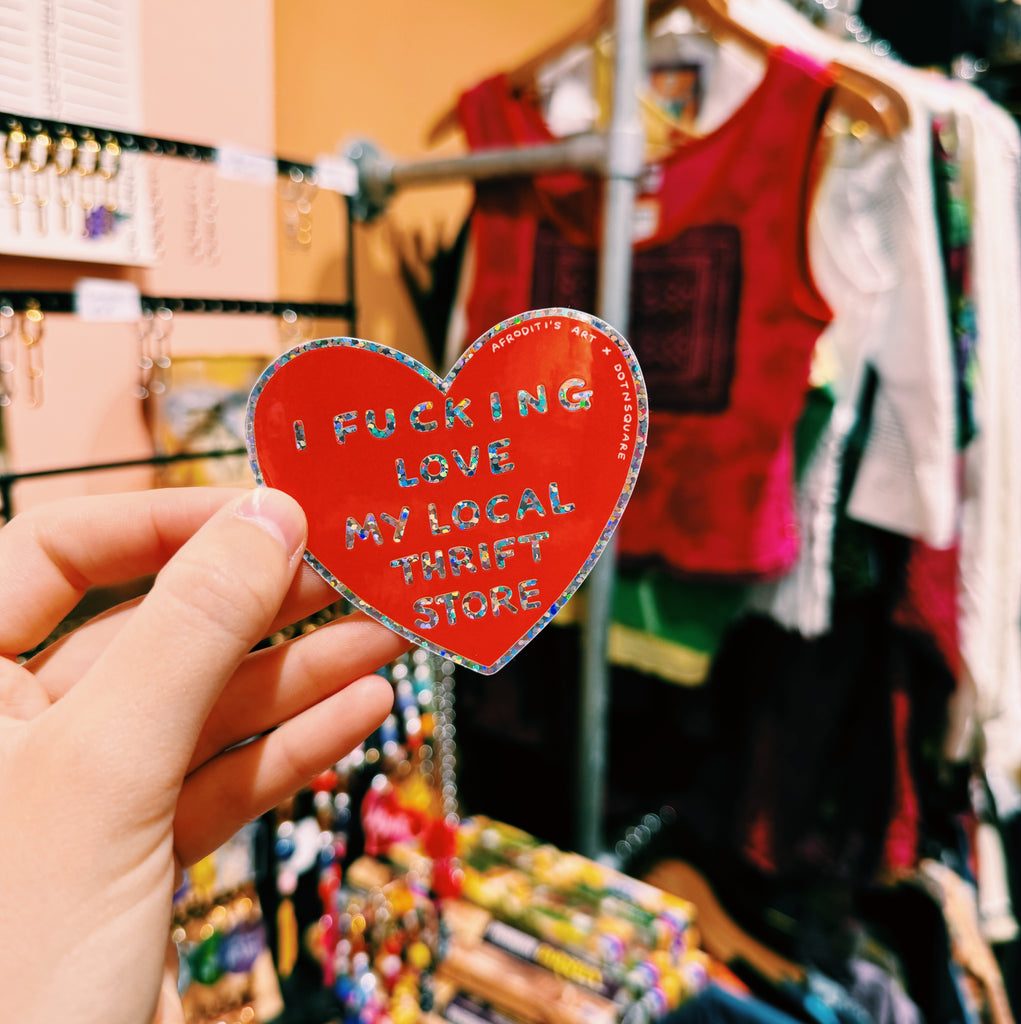 AFRODITI'S ART x DOTNSQUARE
I FUCKING
LOVE
MY LOCAL
THRIFT
STORE